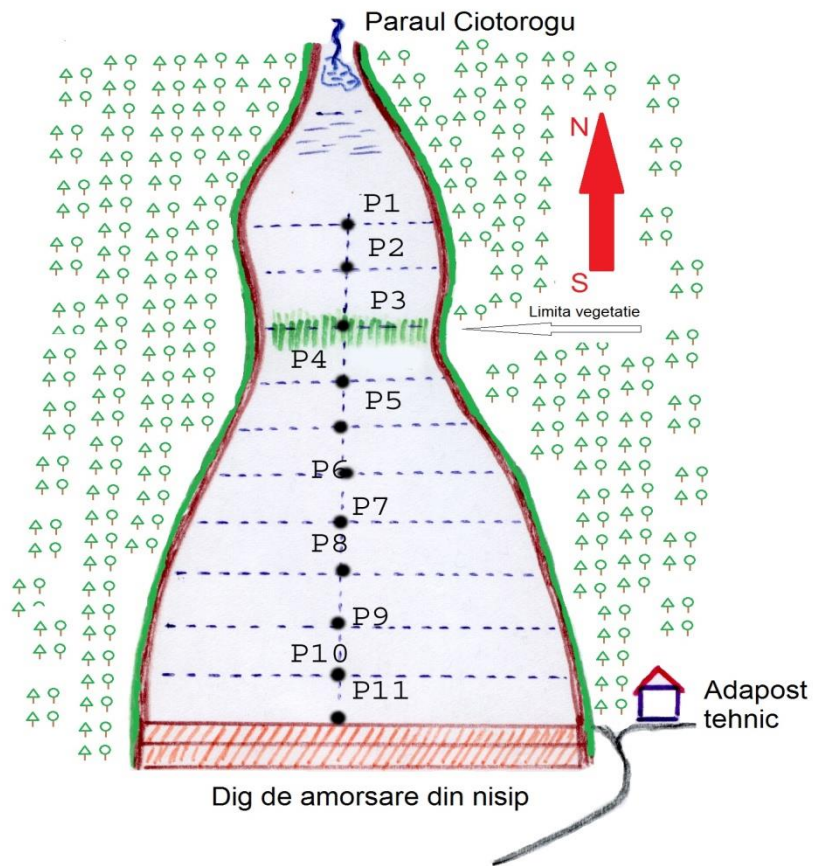 Paraul Ciotorogu
N
P1
P2
S
P3
Limita vegetatie
P4
P5
P6
P7
P8
P9
P10
P11
Adapost
tehnic
Dig de amorsare din nisip